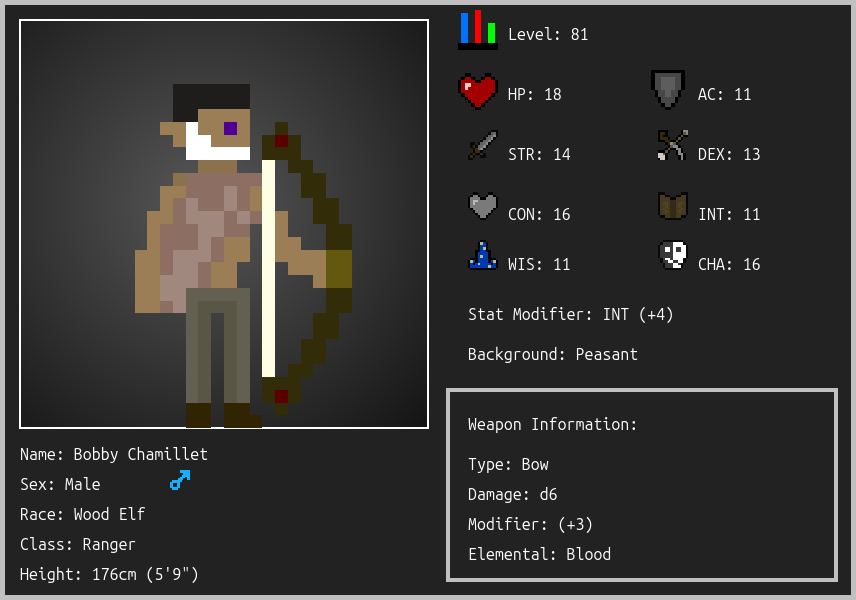 Level: 81
HP: 18
AC: 11
STR: 14
DEX: 13
CON: 16
INT: 11
WIS: 11
CHA: 16
Stat Modifier: INT (+4)
Background: Peasant
Weapon Information:
Type: Bow
Damage: d6
Modifier: (+3)
Elemental: Blood
Name: Bobby Chamillet
Sex: Male
Race: Wood Elf
Class: Ranger
Height: 176cm (5'9")